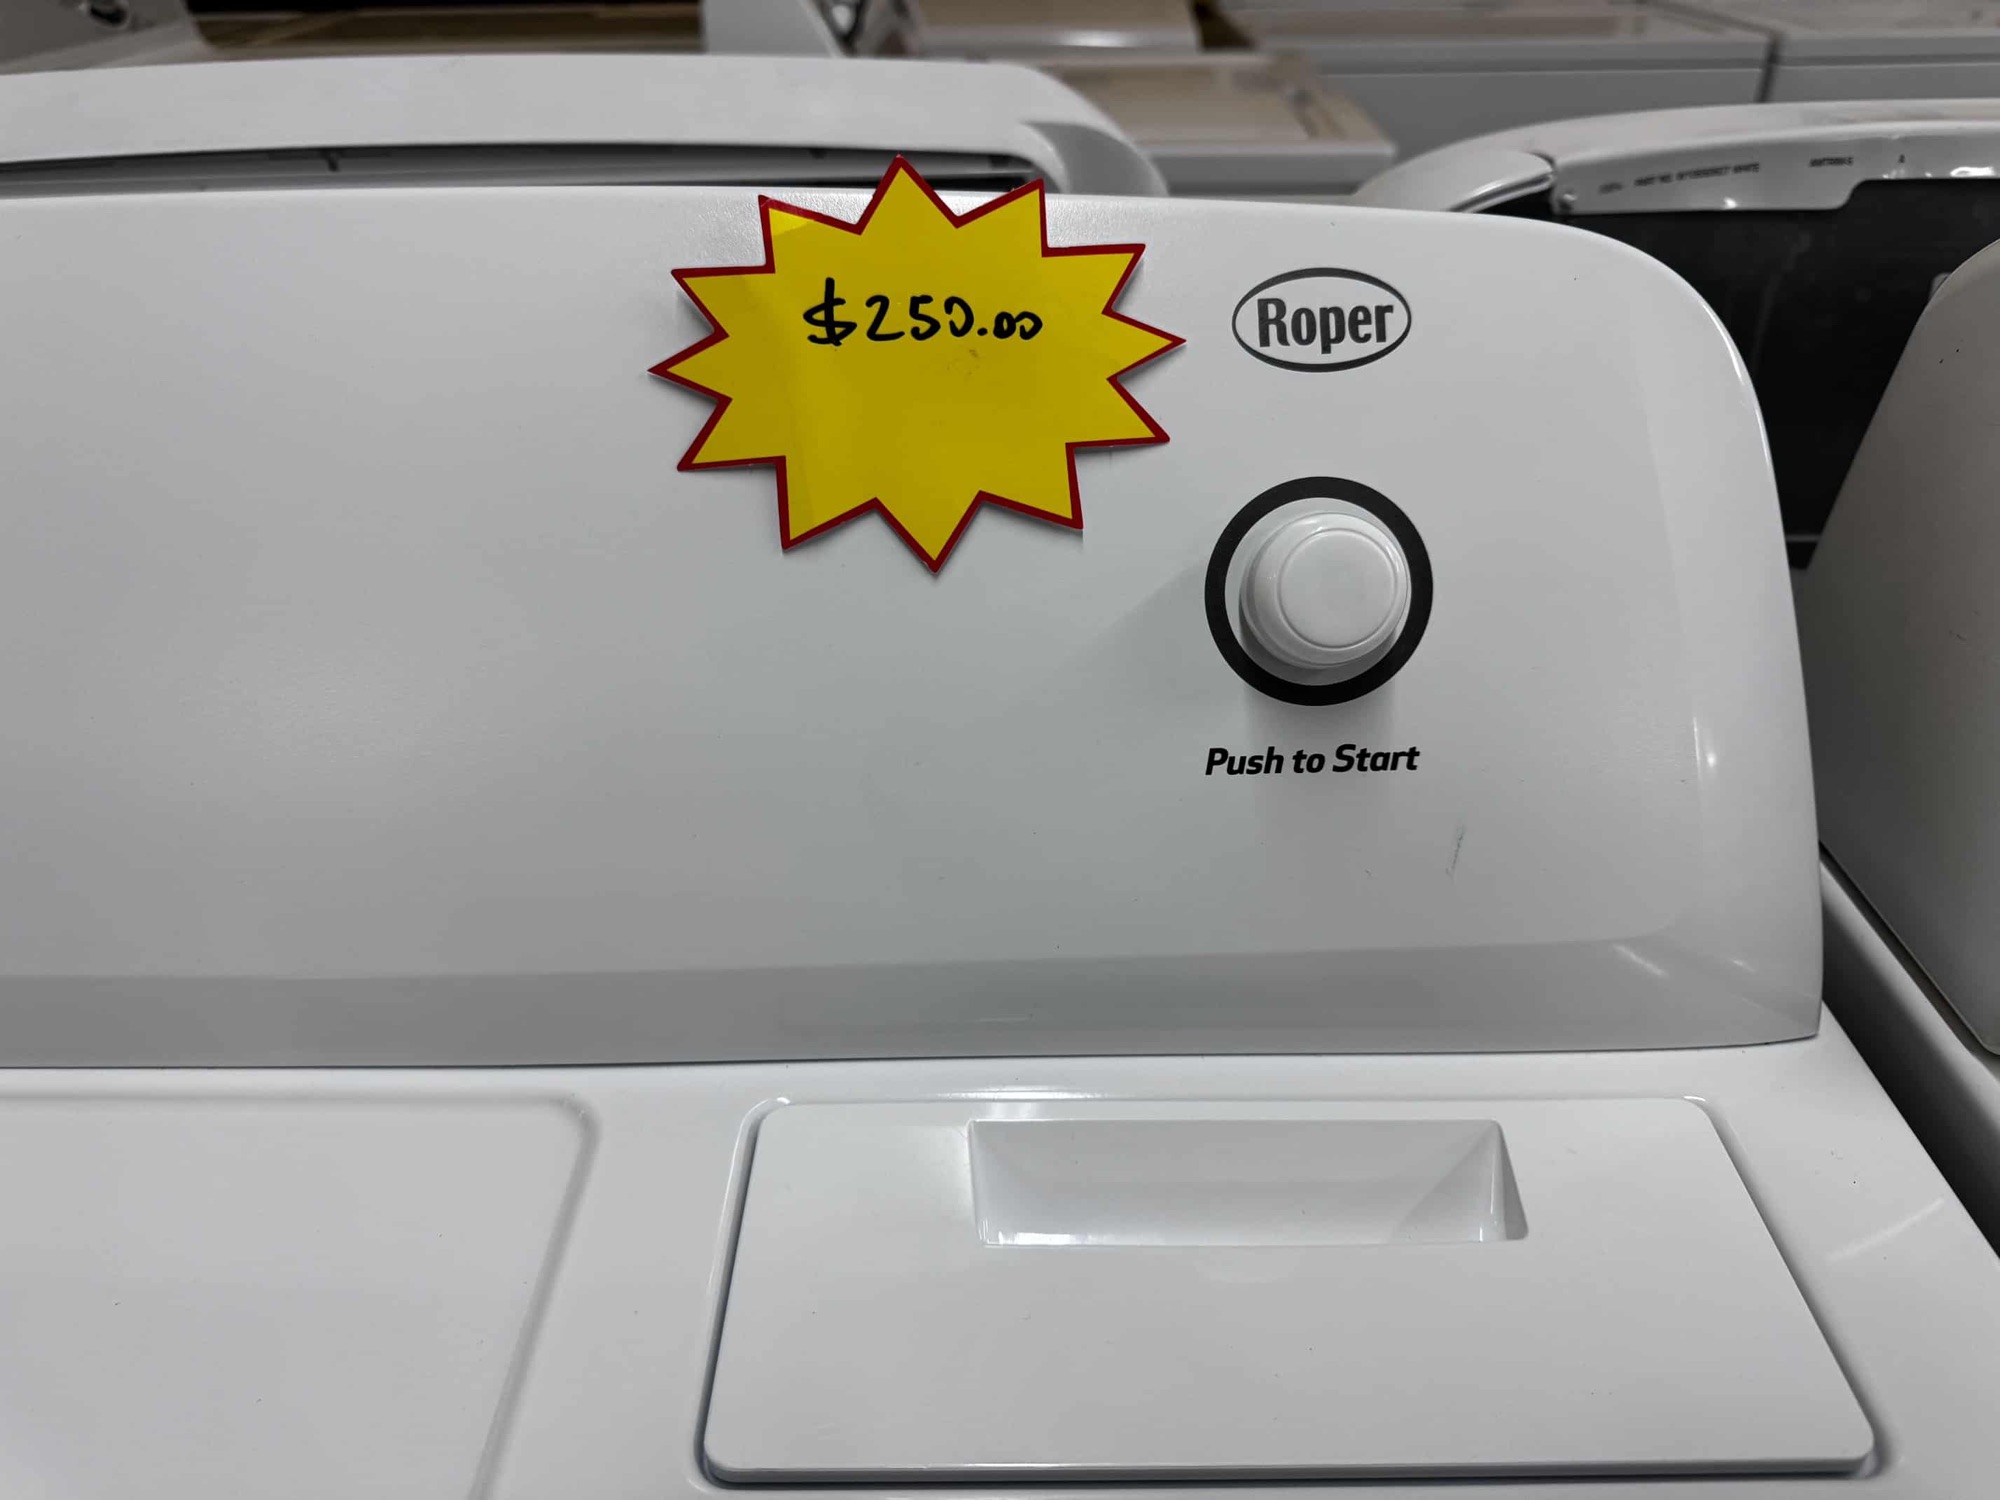 $250.00
Roper
Push to Start